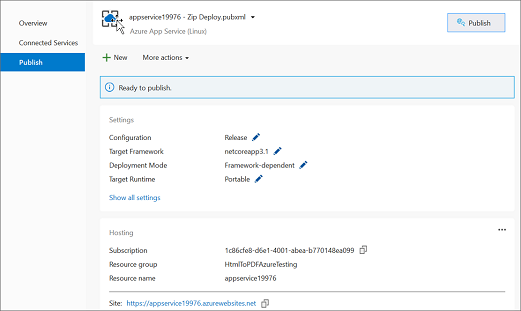 Overview
Connected Services
Publish
appservice19976 - Zip Deploy.pubxml
Azure App Service (Linux)
Publish
New More actions
Ready to publish.
Settings
Configuration Release
Target Framework netcoreapp3.1
Deployment Mode Framework-dependent
Target Runtime Portable
Show all settings
Hosting
Subscription 1c86cfe8-d6e1-4001-abea-b770148ea099
Resource group HtmlToPDFAzureTesting
Resource name appservice19976
Site: https://appservice19976.azurewebsites.net